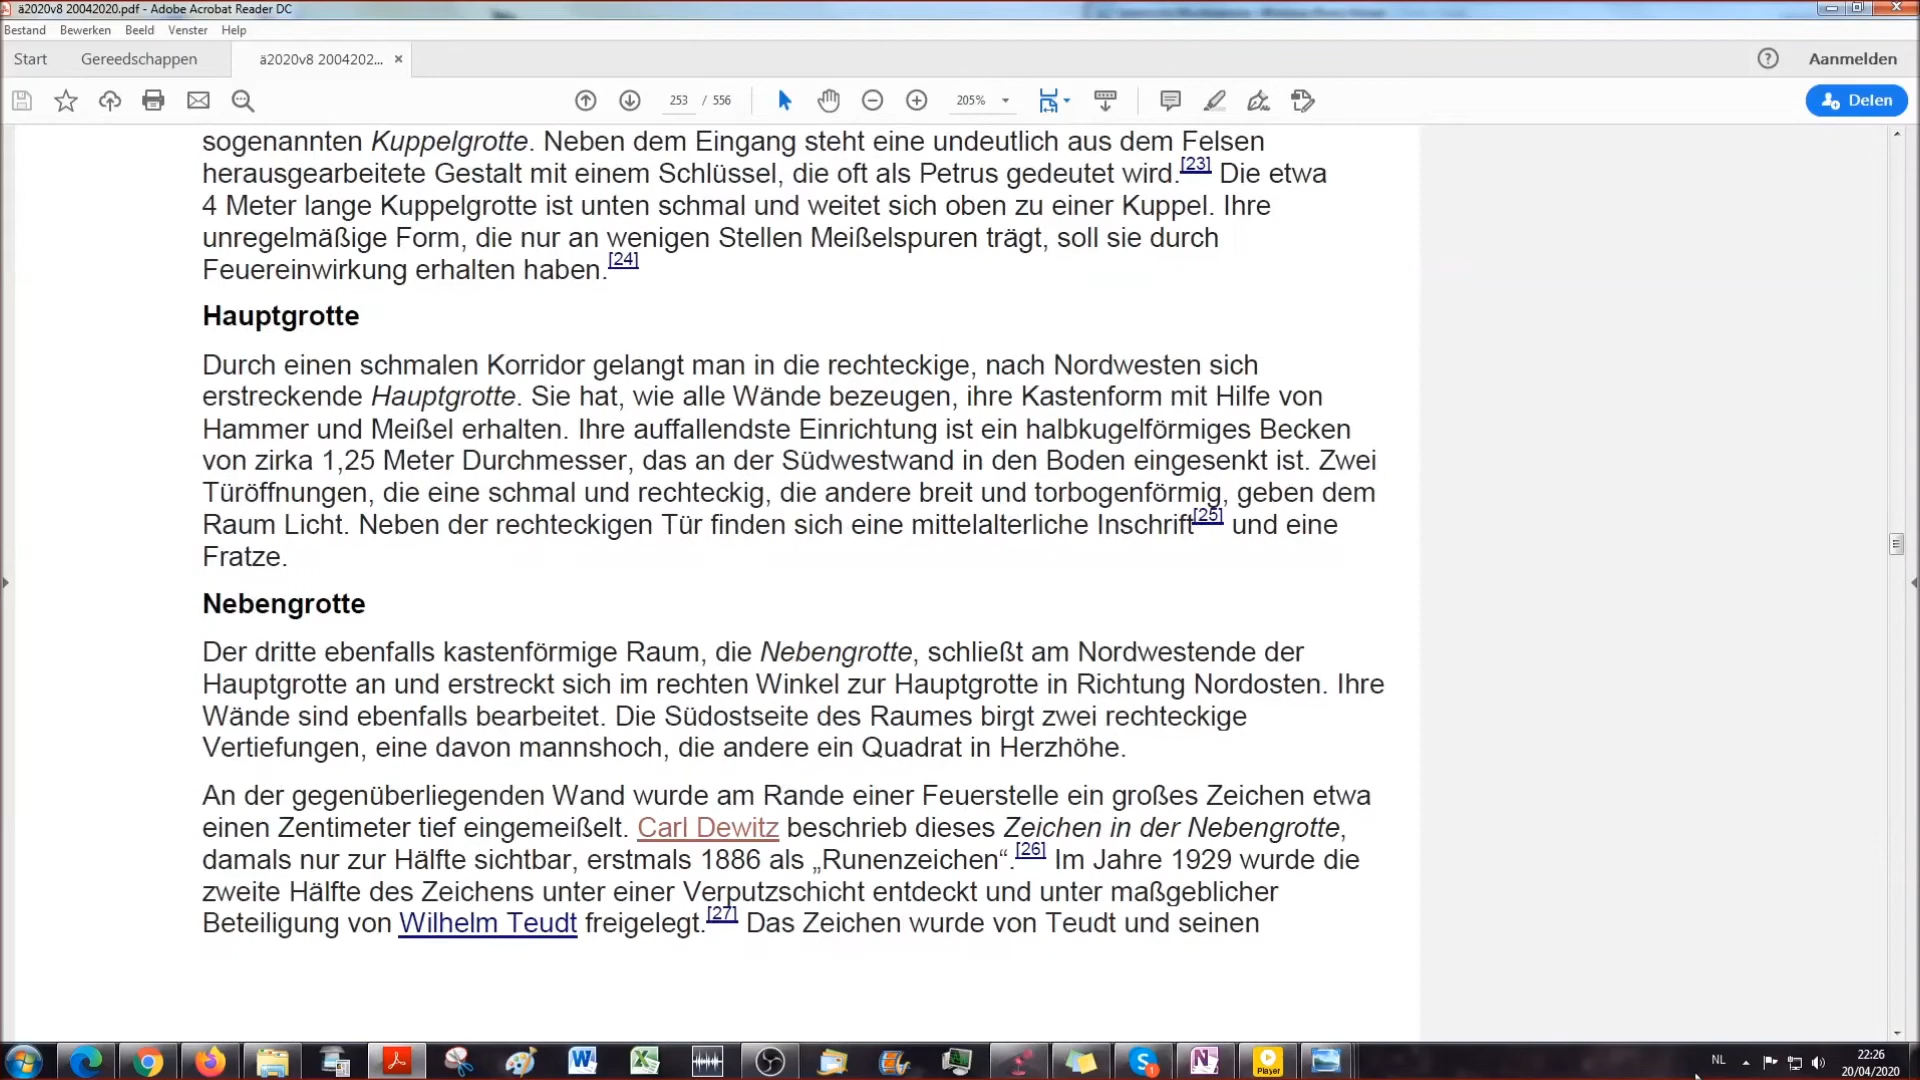 ä2020v8 20042020.pdf - Adobe Acrobat Reader DC
Bestand Bewerken Beeld Venster Help
Start Gereedschappen ä2020v8 2004202... × Aanmelden
253 / 556 205% Delen
sogenannten Kuppelgrotte. Neben dem Eingang steht eine undeutlich aus dem Felsen
herausgearbeitete Gestalt mit einem Schlüssel, die oft als Petrus gedeutet wird.[23] Die etwa
4 Meter lange Kuppelgrotte ist unten schmal und weitet sich oben zu einer Kuppel. Ihre
unregelmäßige Form, die nur an wenigen Stellen Meißelspuren trägt, soll sie durch
Feuereinwirkung erhalten haben.[24]
Hauptgrotte
Durch einen schmalen Korridor gelangt man in die rechteckige, nach Nordwesten sich
erstreckende Hauptgrotte. Sie hat, wie alle Wände bezeugen, ihre Kastenform mit Hilfe von
Hammer und Meißel erhalten. Ihre auffallendste Einrichtung ist ein halbkugelförmiges Becken
von zirka 1,25 Meter Durchmesser, das an der Südwestwand in den Boden eingesenkt ist. Zwei
Türöffnungen, die eine schmal und rechteckig, die andere breit und torbogenförmig, geben dem
Raum Licht. Neben der rechteckigen Tür finden sich eine mittelalterliche Inschrift[25] und eine
Fratze.
Nebengrotte
Der dritte ebenfalls kastenförmige Raum, die Nebengrotte, schließt am Nordwestende der
Hauptgrotte an und erstreckt sich im rechten Winkel zur Hauptgrotte in Richtung Nordosten. Ihre
Wände sind ebenfalls bearbeitet. Die Südostseite des Raumes birgt zwei rechteckige
Vertiefungen, eine davon mannshoch, die andere ein Quadrat in Herzhöhe.
An der gegenüberliegenden Wand wurde am Rande einer Feuerstelle ein großes Zeichen etwa
einen Zentimeter tief eingemeißelt. Carl Dewitz beschrieb dieses Zeichen in der Nebengrotte,
damals nur zur Hälfte sichtbar, erstmals 1886 als „Runenzeichen“.[26] Im Jahre 1929 wurde die
zweite Hälfte des Zeichens unter einer Verputzschicht entdeckt und unter maßgeblicher
Beteiligung von Wilhelm Teudt freigelegt.[27] Das Zeichen wurde von Teudt und seinen
Player
NL
22:26
20/04/2020